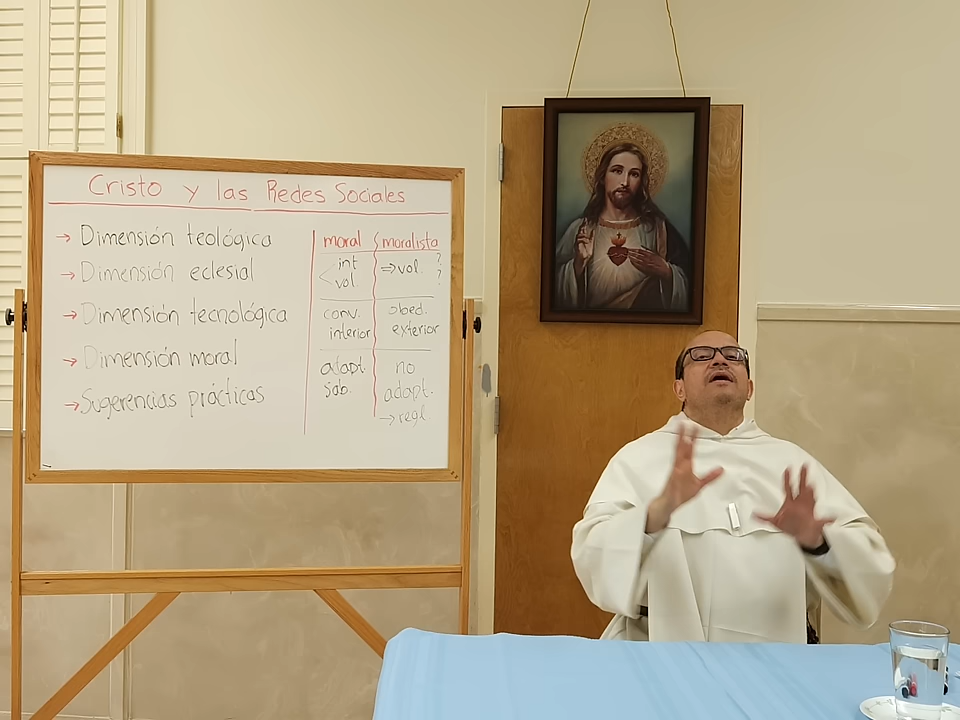 Cristo y las Redes Sociales
→ Dimensión teológica
→ Dimensión eclesial
→ Dimensión tecnológica
→ Dimensión moral
→ Sugerencias prácticas
moral moralista
int ⇒ vol. ?
vol. ?
conv. obed.
interior exterior
adapt. no
sab. adapt.
→ regl.